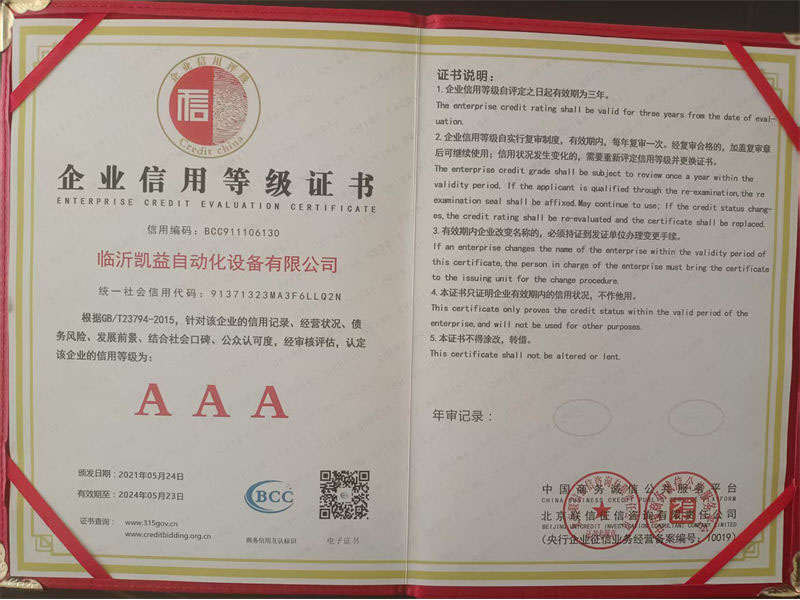 企业信用评级
Credit china
信
企业信用等级证书
ENTERPRISE CREDIT EVALUATION CERTIFICATE
信用编码：BCC911106130
临沂凯益自动化设备有限公司
统一社会信用代码：91371323MA3F6LLQ2N
根据GB/T23794-2015，针对该企业的信用记录、经营状况、债
务风险、发展前景、结合社会口碑、公众认可度，经审核评估，认定
该企业的信用等级为：
AAA
颁发日期：2021年05月24日
有效期至：2024年05月23日
证书查询： www.315gov.cn
www.creditbidding.org.cn
BCC
商务信用互认标识
电子证书
证书说明：
1. 企业信用等级自评定之日起有效期为三年。
The enterprise credit rating shall be valid for three years from the date of eval-
uation.
2. 企业信用等级自实行复审制度，有效期内，每年复审一次。经复审合格的，加盖复审章
后可继续使用；信用状况发生变化的，需要重新评定信用等级并更换证书。
The enterprise credit grade shall be subject to review once a year within the
validity period. If the applicant is qualified through the re-examination, the re
examination seal shall be affixed.May continue to use; If the credit status chang-
es, the credit rating shall be re-evaluated and the certificate shall be replaced.
3. 有效期内企业改变名称的，必须持证到发证单位办理变更手续。
If an enterprise changes the name of the enterprise within the validity period of
this certificate, the person in charge of the enterprise must bring the certificate
to the issuing unit for the change procedure.
4. 本证书只证明企业有效期内的信用状况，不作他用。
This certificate only proves the credit status within the valid period of the
enterprise, and will not be used for other purposes.
5. 本证书不得涂改，转借。
This certificate shall not be altered or lent.
年审记录：
中国商务诚信公共服务平台
CHINA BUSINESS CREDIT PUBLIC SERVICE PLATFORM
北京联信征信咨询有限责任公司
BEIJING UNICREDIT INVESTIGATION CONSULTANT COMPANY LIMITED
（央行企业征信业务经营备案编号：10019）